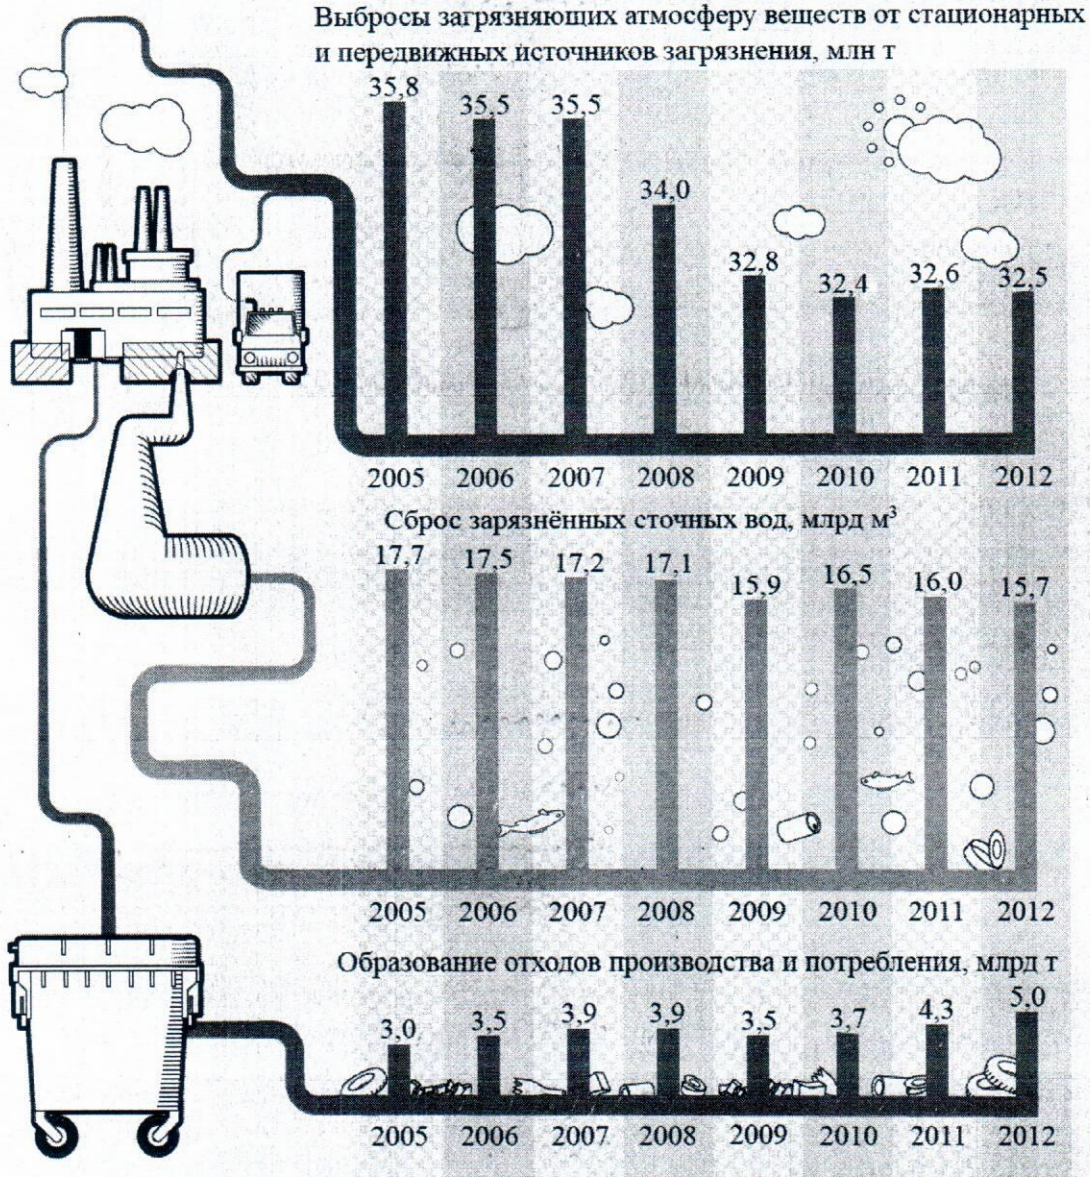 Выбросы загрязняющих атмосферу веществ от стационарных
и передвижных источников загрязнения, млн т
35,8 35,5 35,5 34,0 32,8 32,4 32,6 32,5
2005 2006 2007 2008 2009 2010 2011 2012
Сброс зарязнённых сточных вод, млрд м³
17,7 17,5 17,2 17,1 15,9 16,5 16,0 15,7
2005 2006 2007 2008 2009 2010 2011 2012
Образование отходов производства и потребления, млрд т
3,0 3,5 3,9 3,9 3,5 3,7 4,3 5,0
2005 2006 2007 2008 2009 2010 2011 2012